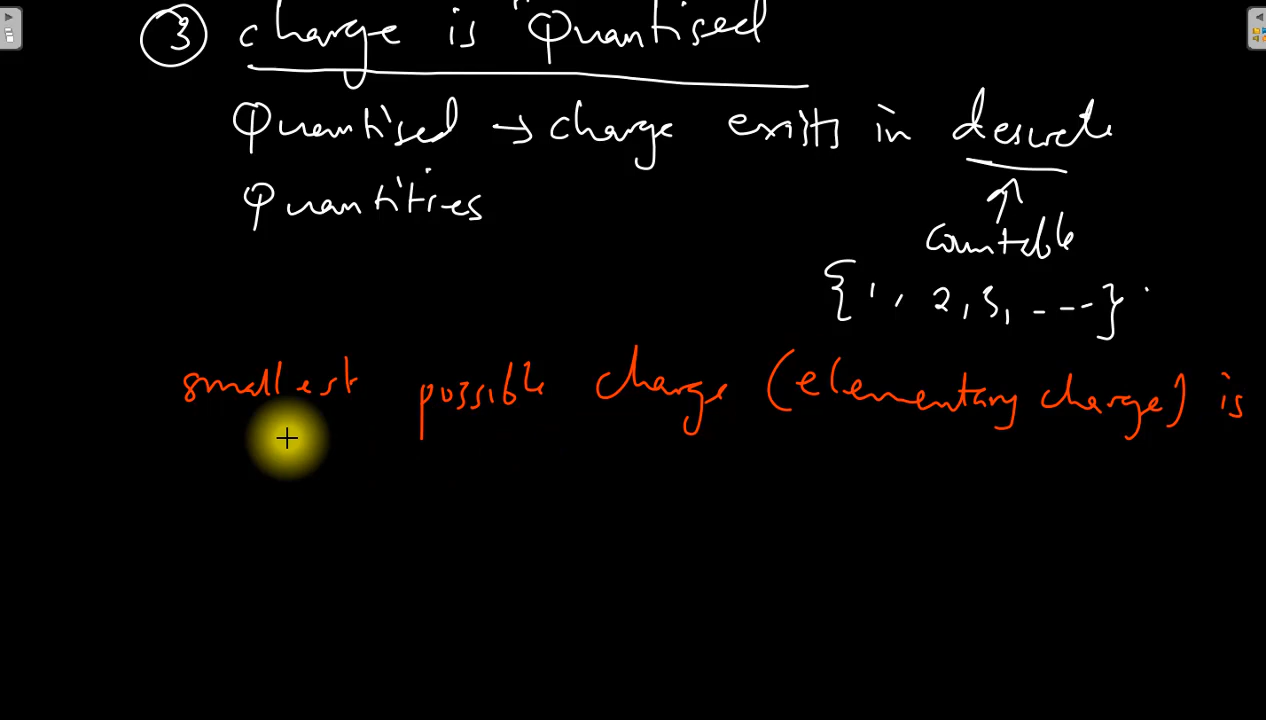 3 charge is "Quantised
Quantised → charge exists in descrete
Quantities
↑
Countable
{1, 2, 3, ---}.
smallest possible charge (elementary charge) is